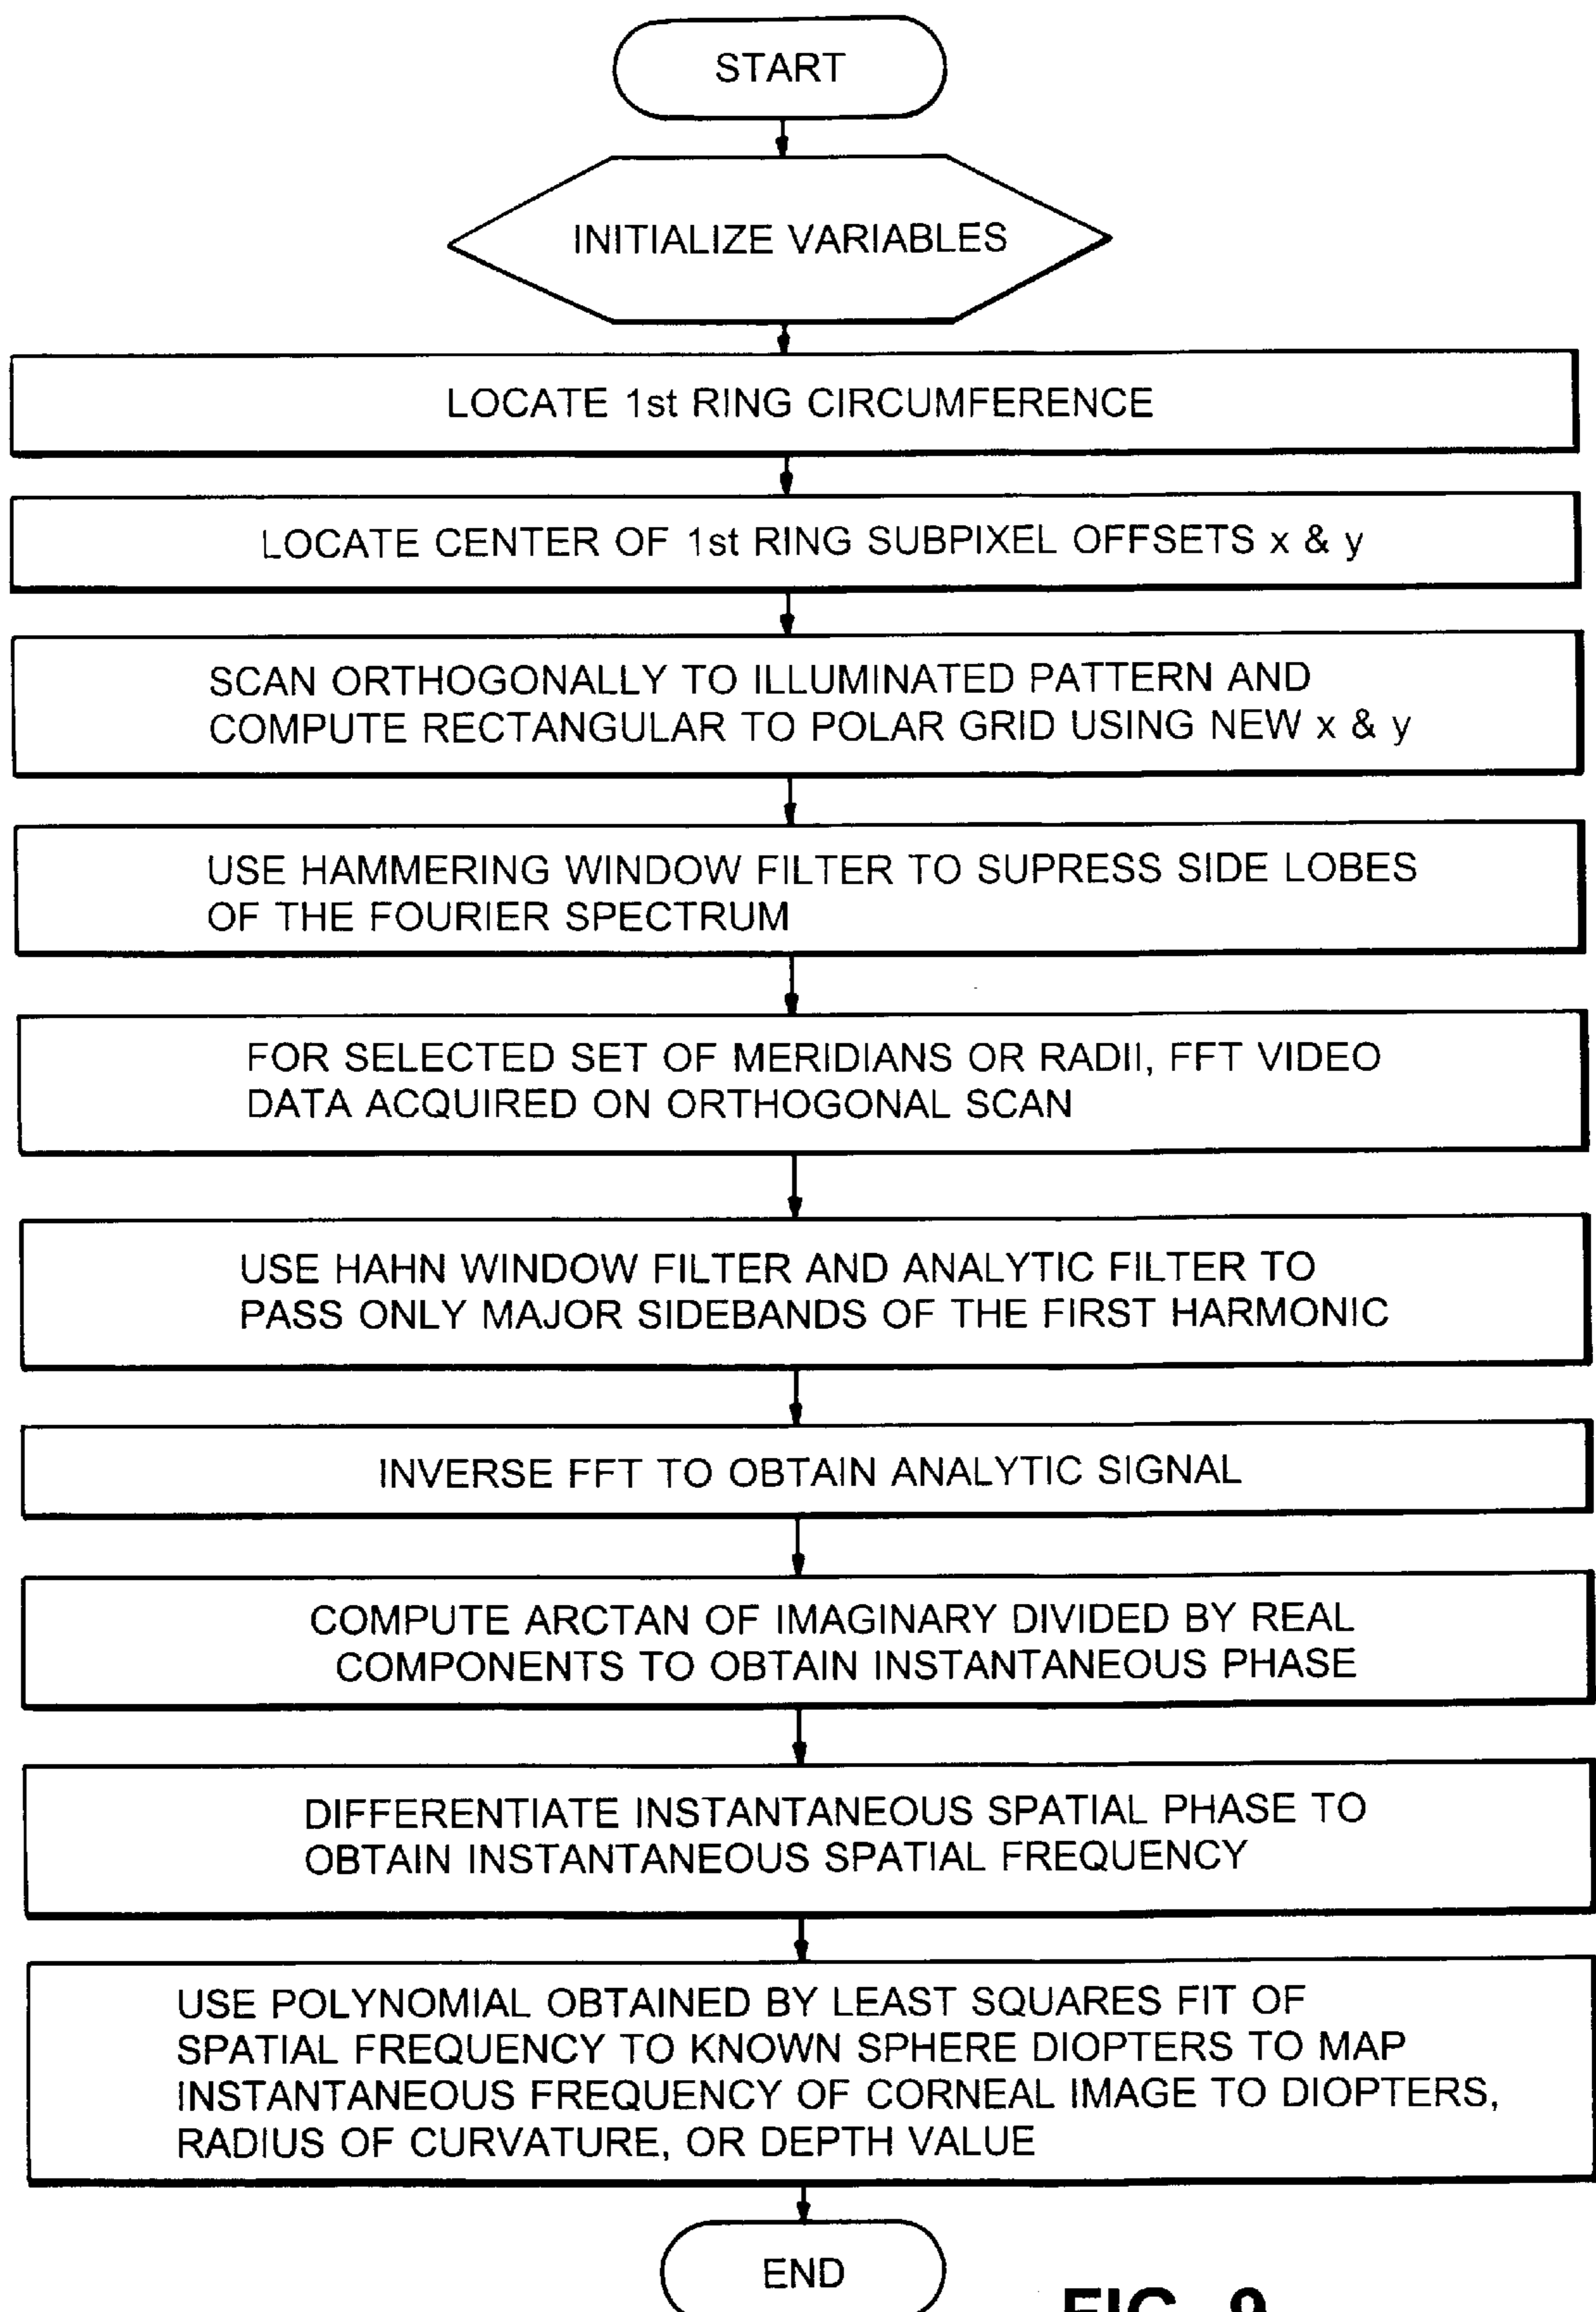 START
INITIALIZE VARIABLES
LOCATE 1st RING CIRCUMFERENCE
LOCATE CENTER OF 1st RING SUBPIXEL OFFSETS x & y
SCAN ORTHOGONALLY TO ILLUMINATED PATTERN AND
COMPUTE RECTANGULAR TO POLAR GRID USING NEW x & y
USE HAMMERING WINDOW FILTER TO SUPRESS SIDE LOBES
OF THE FOURIER SPECTRUM
FOR SELECTED SET OF MERIDIANS OR RADII, FFT VIDEO
DATA ACQUIRED ON ORTHOGONAL SCAN
USE HAHN WINDOW FILTER AND ANALYTIC FILTER TO
PASS ONLY MAJOR SIDEBANDS OF THE FIRST HARMONIC
INVERSE FFT TO OBTAIN ANALYTIC SIGNAL
COMPUTE ARCTAN OF IMAGINARY DIVIDED BY REAL
COMPONENTS TO OBTAIN INSTANTANEOUS PHASE
DIFFERENTIATE INSTANTANEOUS SPATIAL PHASE TO
OBTAIN INSTANTANEOUS SPATIAL FREQUENCY
USE POLYNOMIAL OBTAINED BY LEAST SQUARES FIT OF
SPATIAL FREQUENCY TO KNOWN SPHERE DIOPTERS TO MAP
INSTANTANEOUS FREQUENCY OF CORNEAL IMAGE TO DIOPTERS,
RADIUS OF CURVATURE, OR DEPTH VALUE
END
FIG. 9